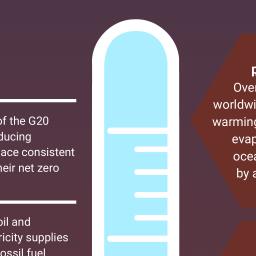 of the G20
ducing
ace consistent
heir net zero
oil and
ricity supplies
ossil fuel
Over
worldwi
warming
evap
ocea
by a